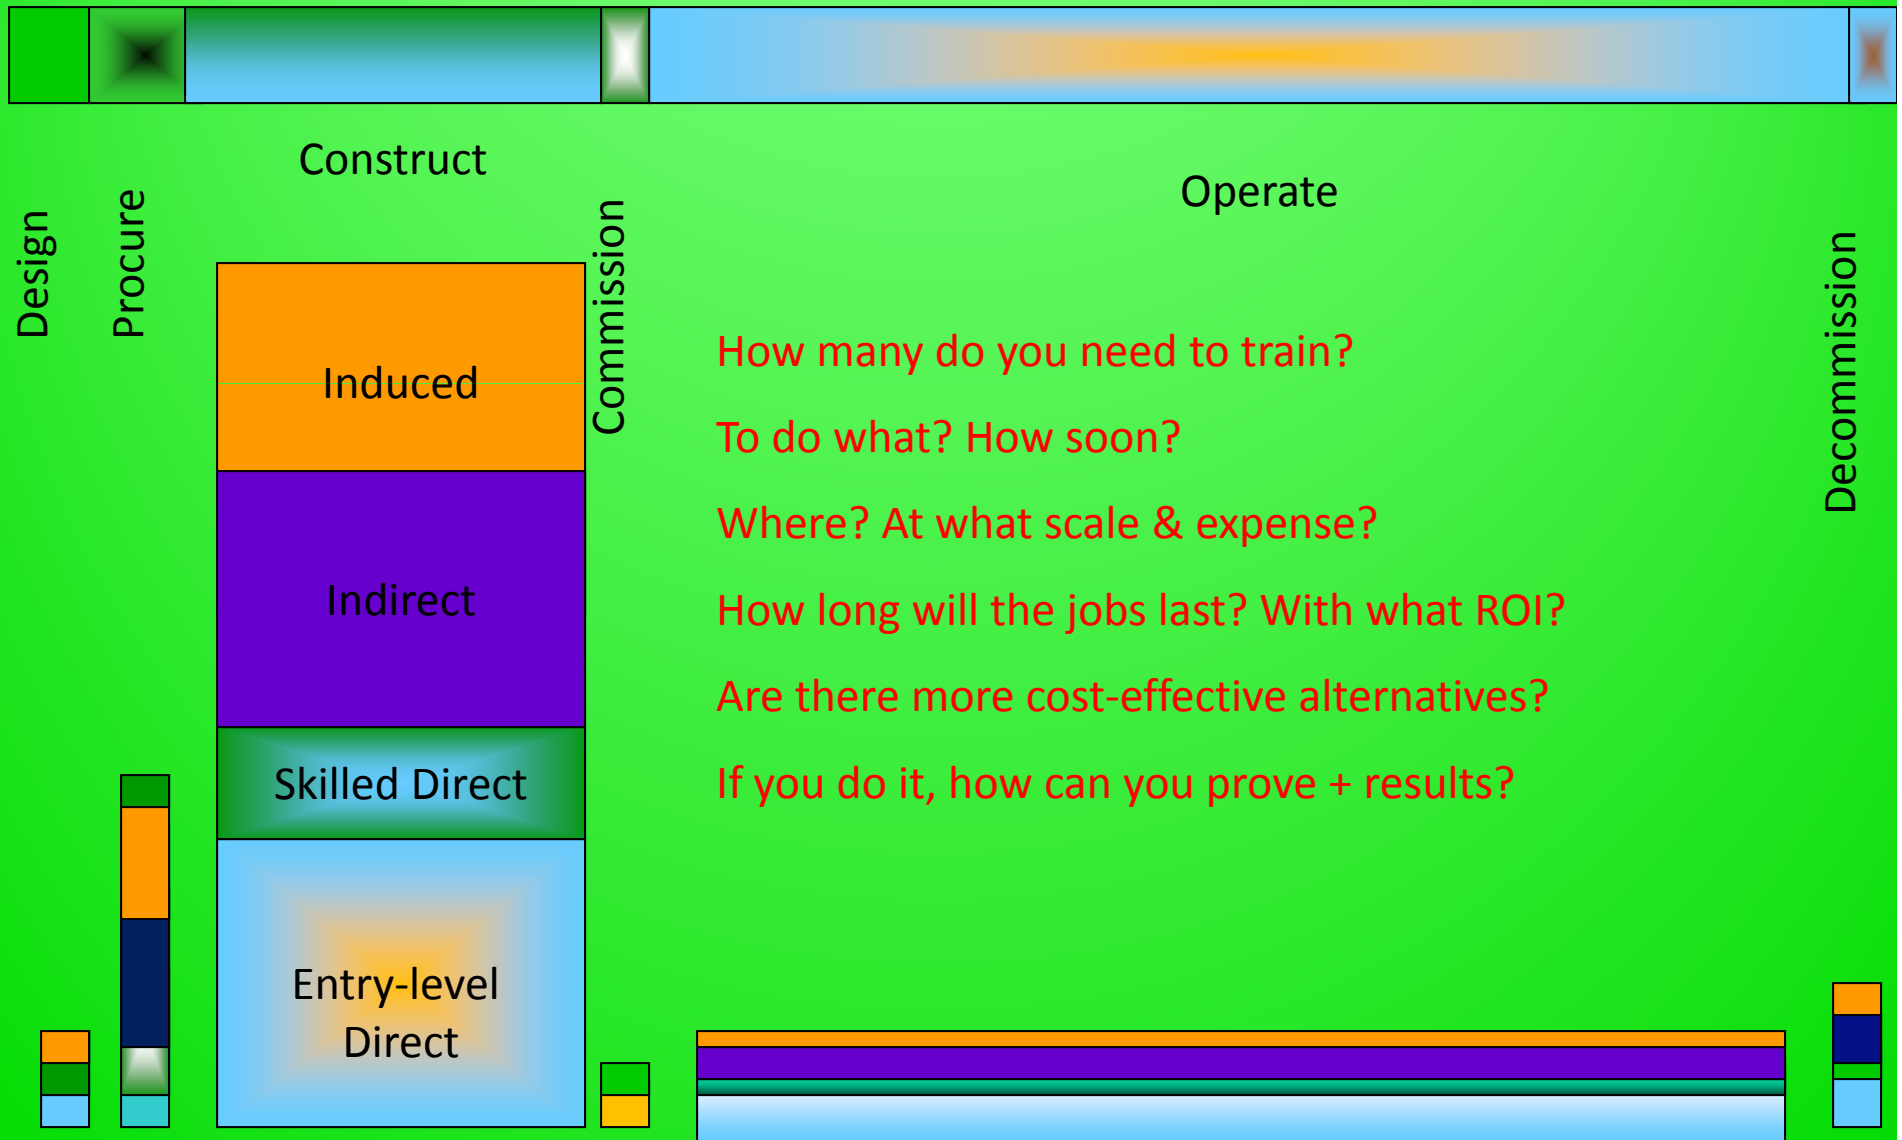 Construct
Operate
Design
Procure
Commission
Decommission
Induced
Indirect
Skilled Direct
Entry-level
Direct
How many do you need to train?
To do what? How soon?
Where? At what scale & expense?
How long will the jobs last? With what ROI?
Are there more cost-effective alternatives?
If you do it, how can you prove + results?